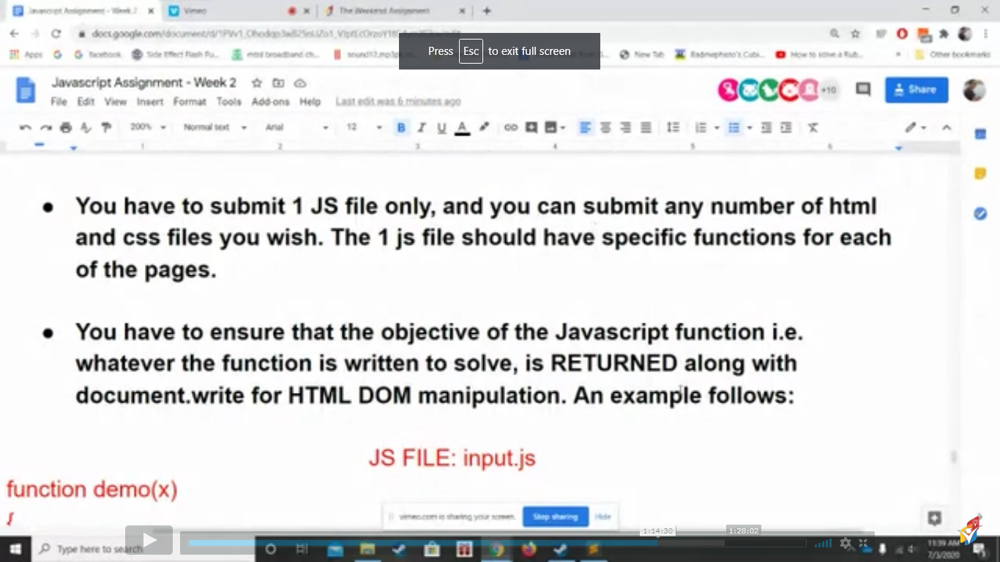 Javascript Assignment - Week 2
Vimeo
The Weekend Assignment
Press Esc to exit full screen
Apps
facebook
Side Effect Flash Pu...
mtnl broadband ch...
New Tab
Badmephisto's Cubi...
How to solve a Rub...
Other bookmarks
Javascript Assignment - Week 2
+10
Share
File Edit View Insert Format Tools Add-ons Help Last edit was 6 minutes ago
200% Normal text Arial 12 B I U A
1 2 3 4 5 6
● You have to submit 1 JS file only, and you can submit any number of html
and css files you wish. The 1 js file should have specific functions for each
of the pages.
● You have to ensure that the objective of the Javascript function i.e.
whatever the function is written to solve, is RETURNED along with
document.write for HTML DOM manipulation. An example follows:
JS FILE: input.js
function demo(x)
{
vimeo.com is sharing your screen. Stop sharing Hide
1:14:30 1:28:02
Type here to search
11:39 AM
7/3/2020